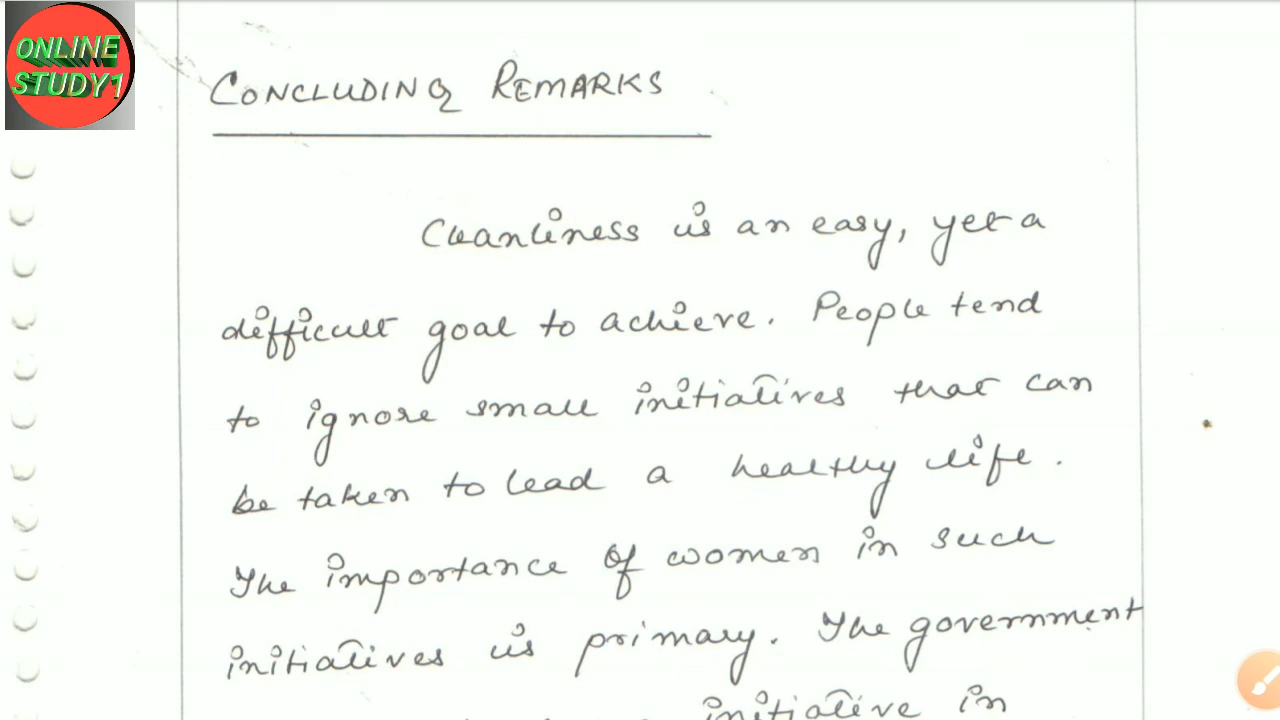 ONLINE
STUDY1
CONCLUDING REMARKS
Cleanliness is an easy, yet a
difficult goal to achieve. People tend
to ignore small initiatives that can
be taken to lead a healthy life.
The importance of women in such
initiatives is primary. The government
initiative in